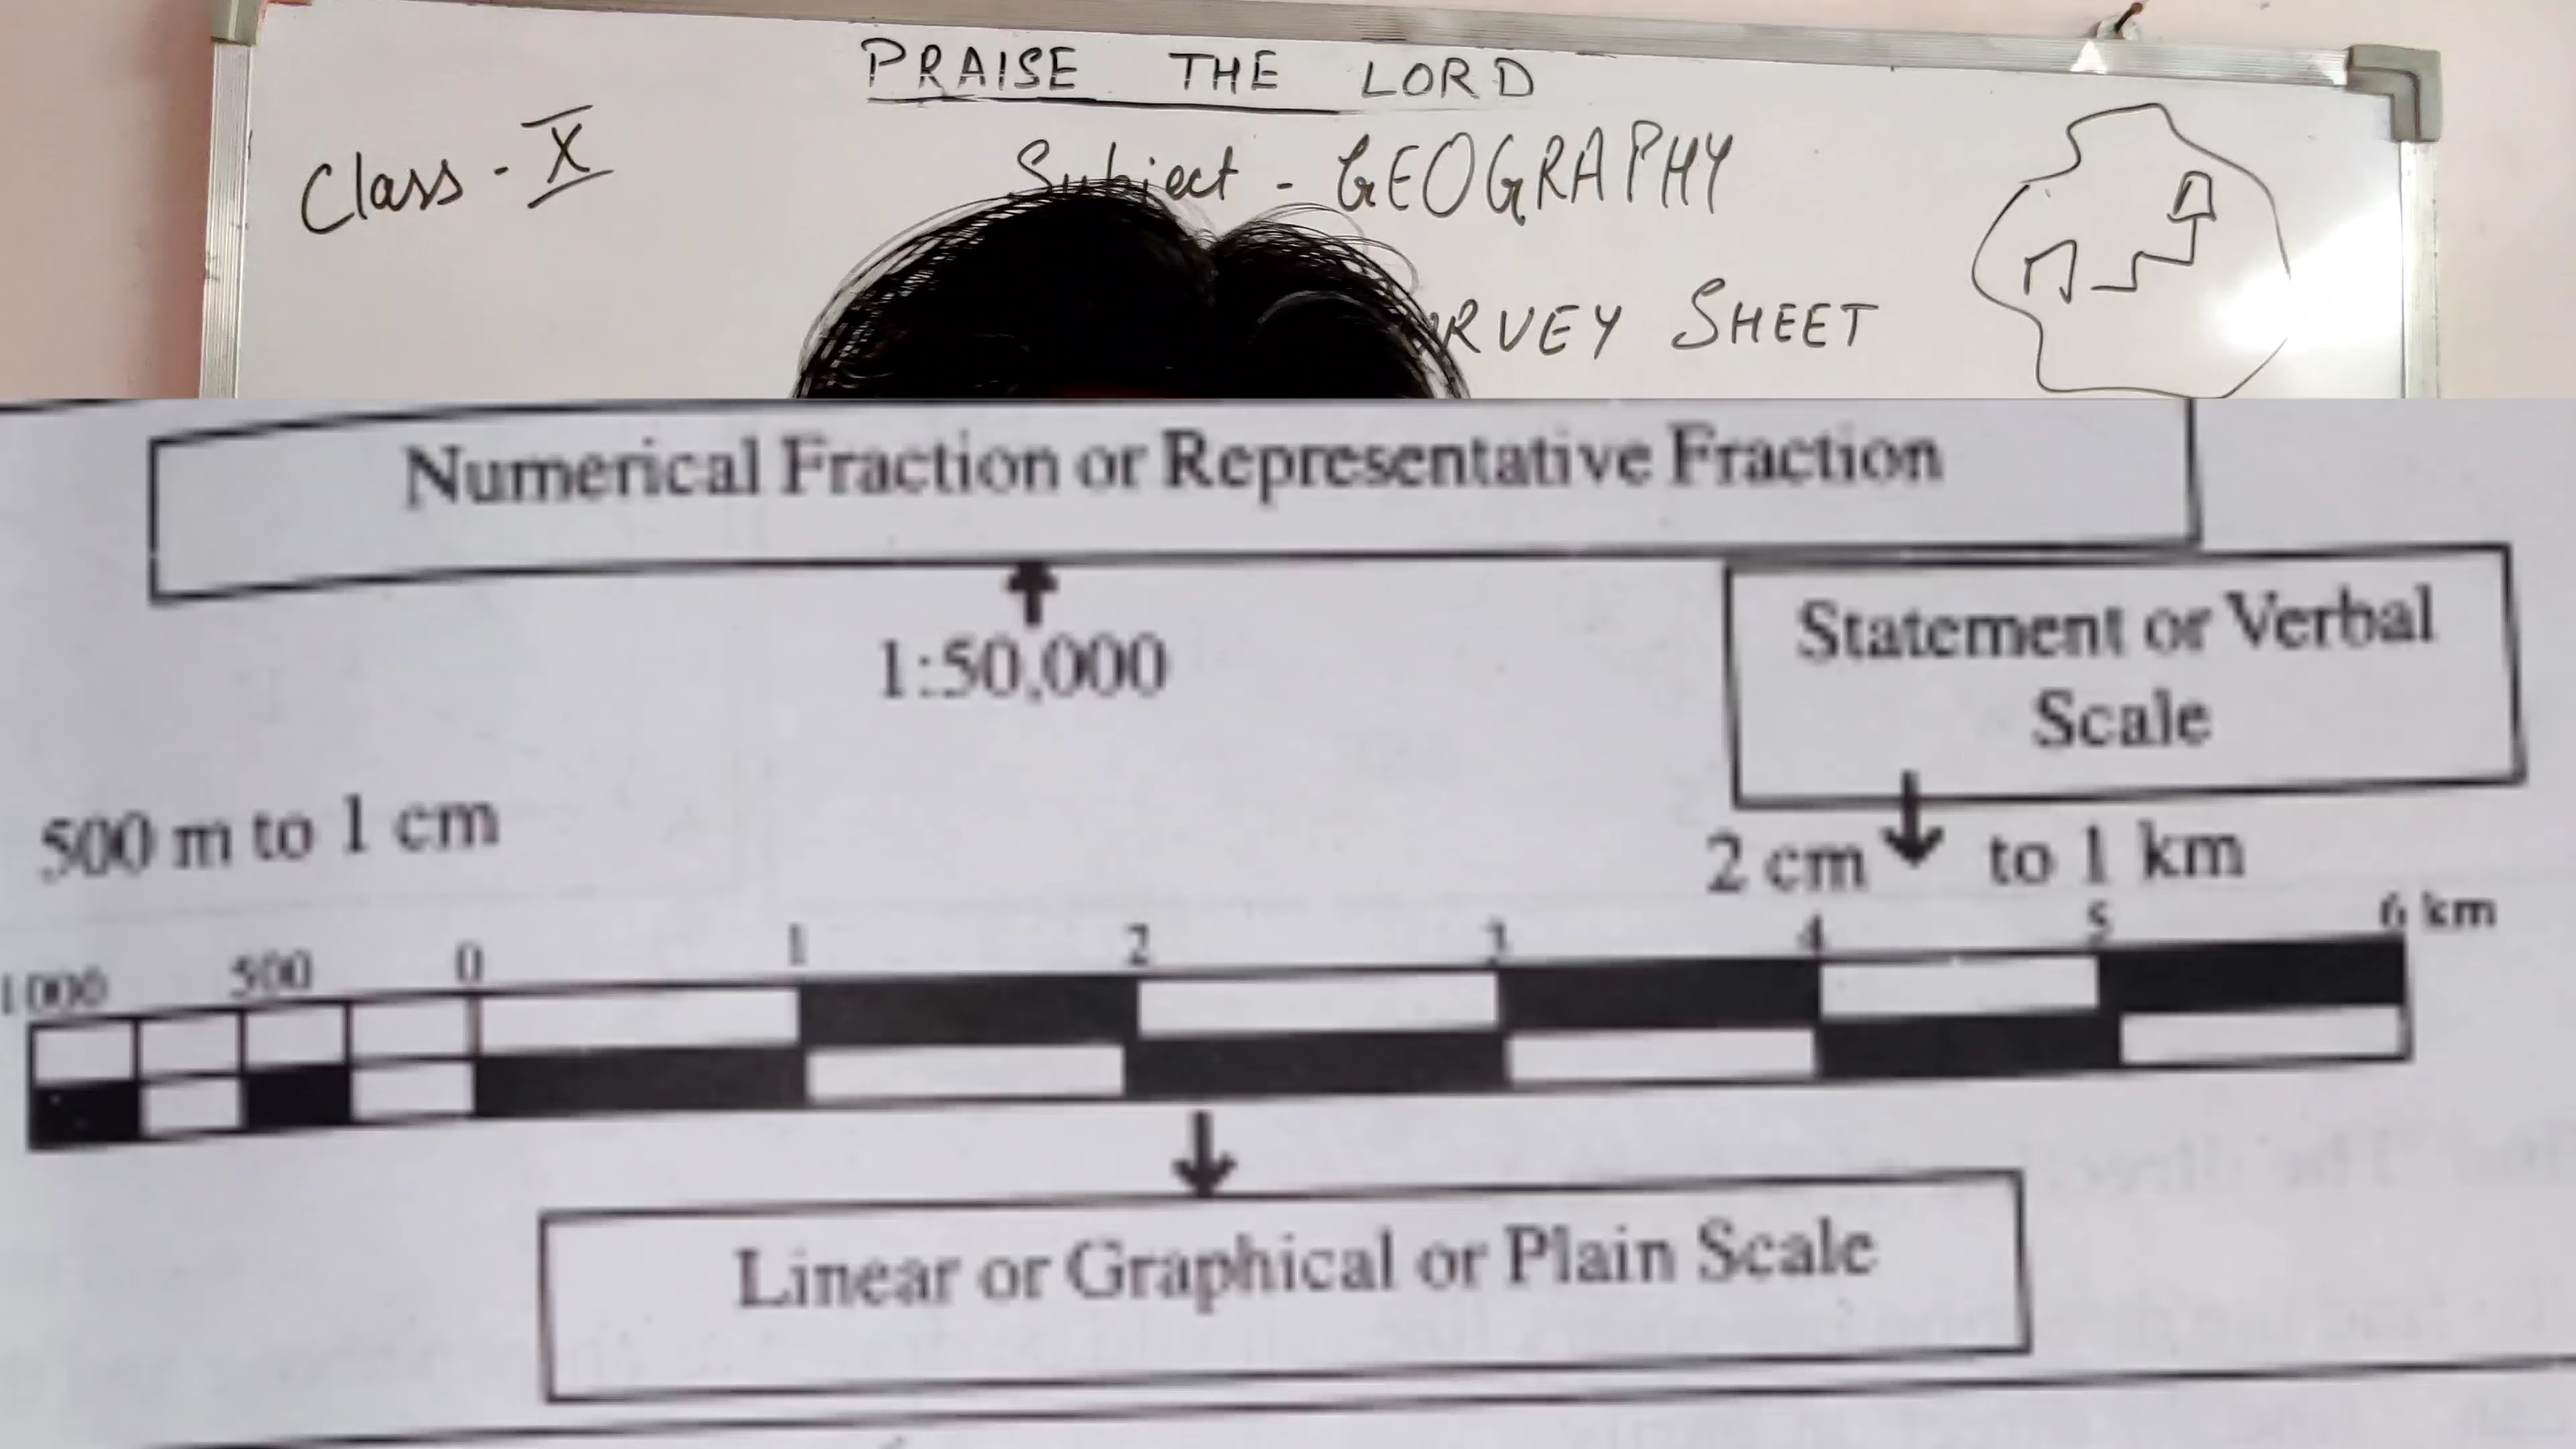 PRAISE THE LORD
Class - X
Subject - GEOGRAPHY
SHEET
Numerical Fraction or Representative Fraction
1:50,000
Statement or Verbal
Scale
500 m to 1 cm
2 cm to 1 km
1000 500 0 1 2 3 4 5 6 km
Linear or Graphical or Plain Scale